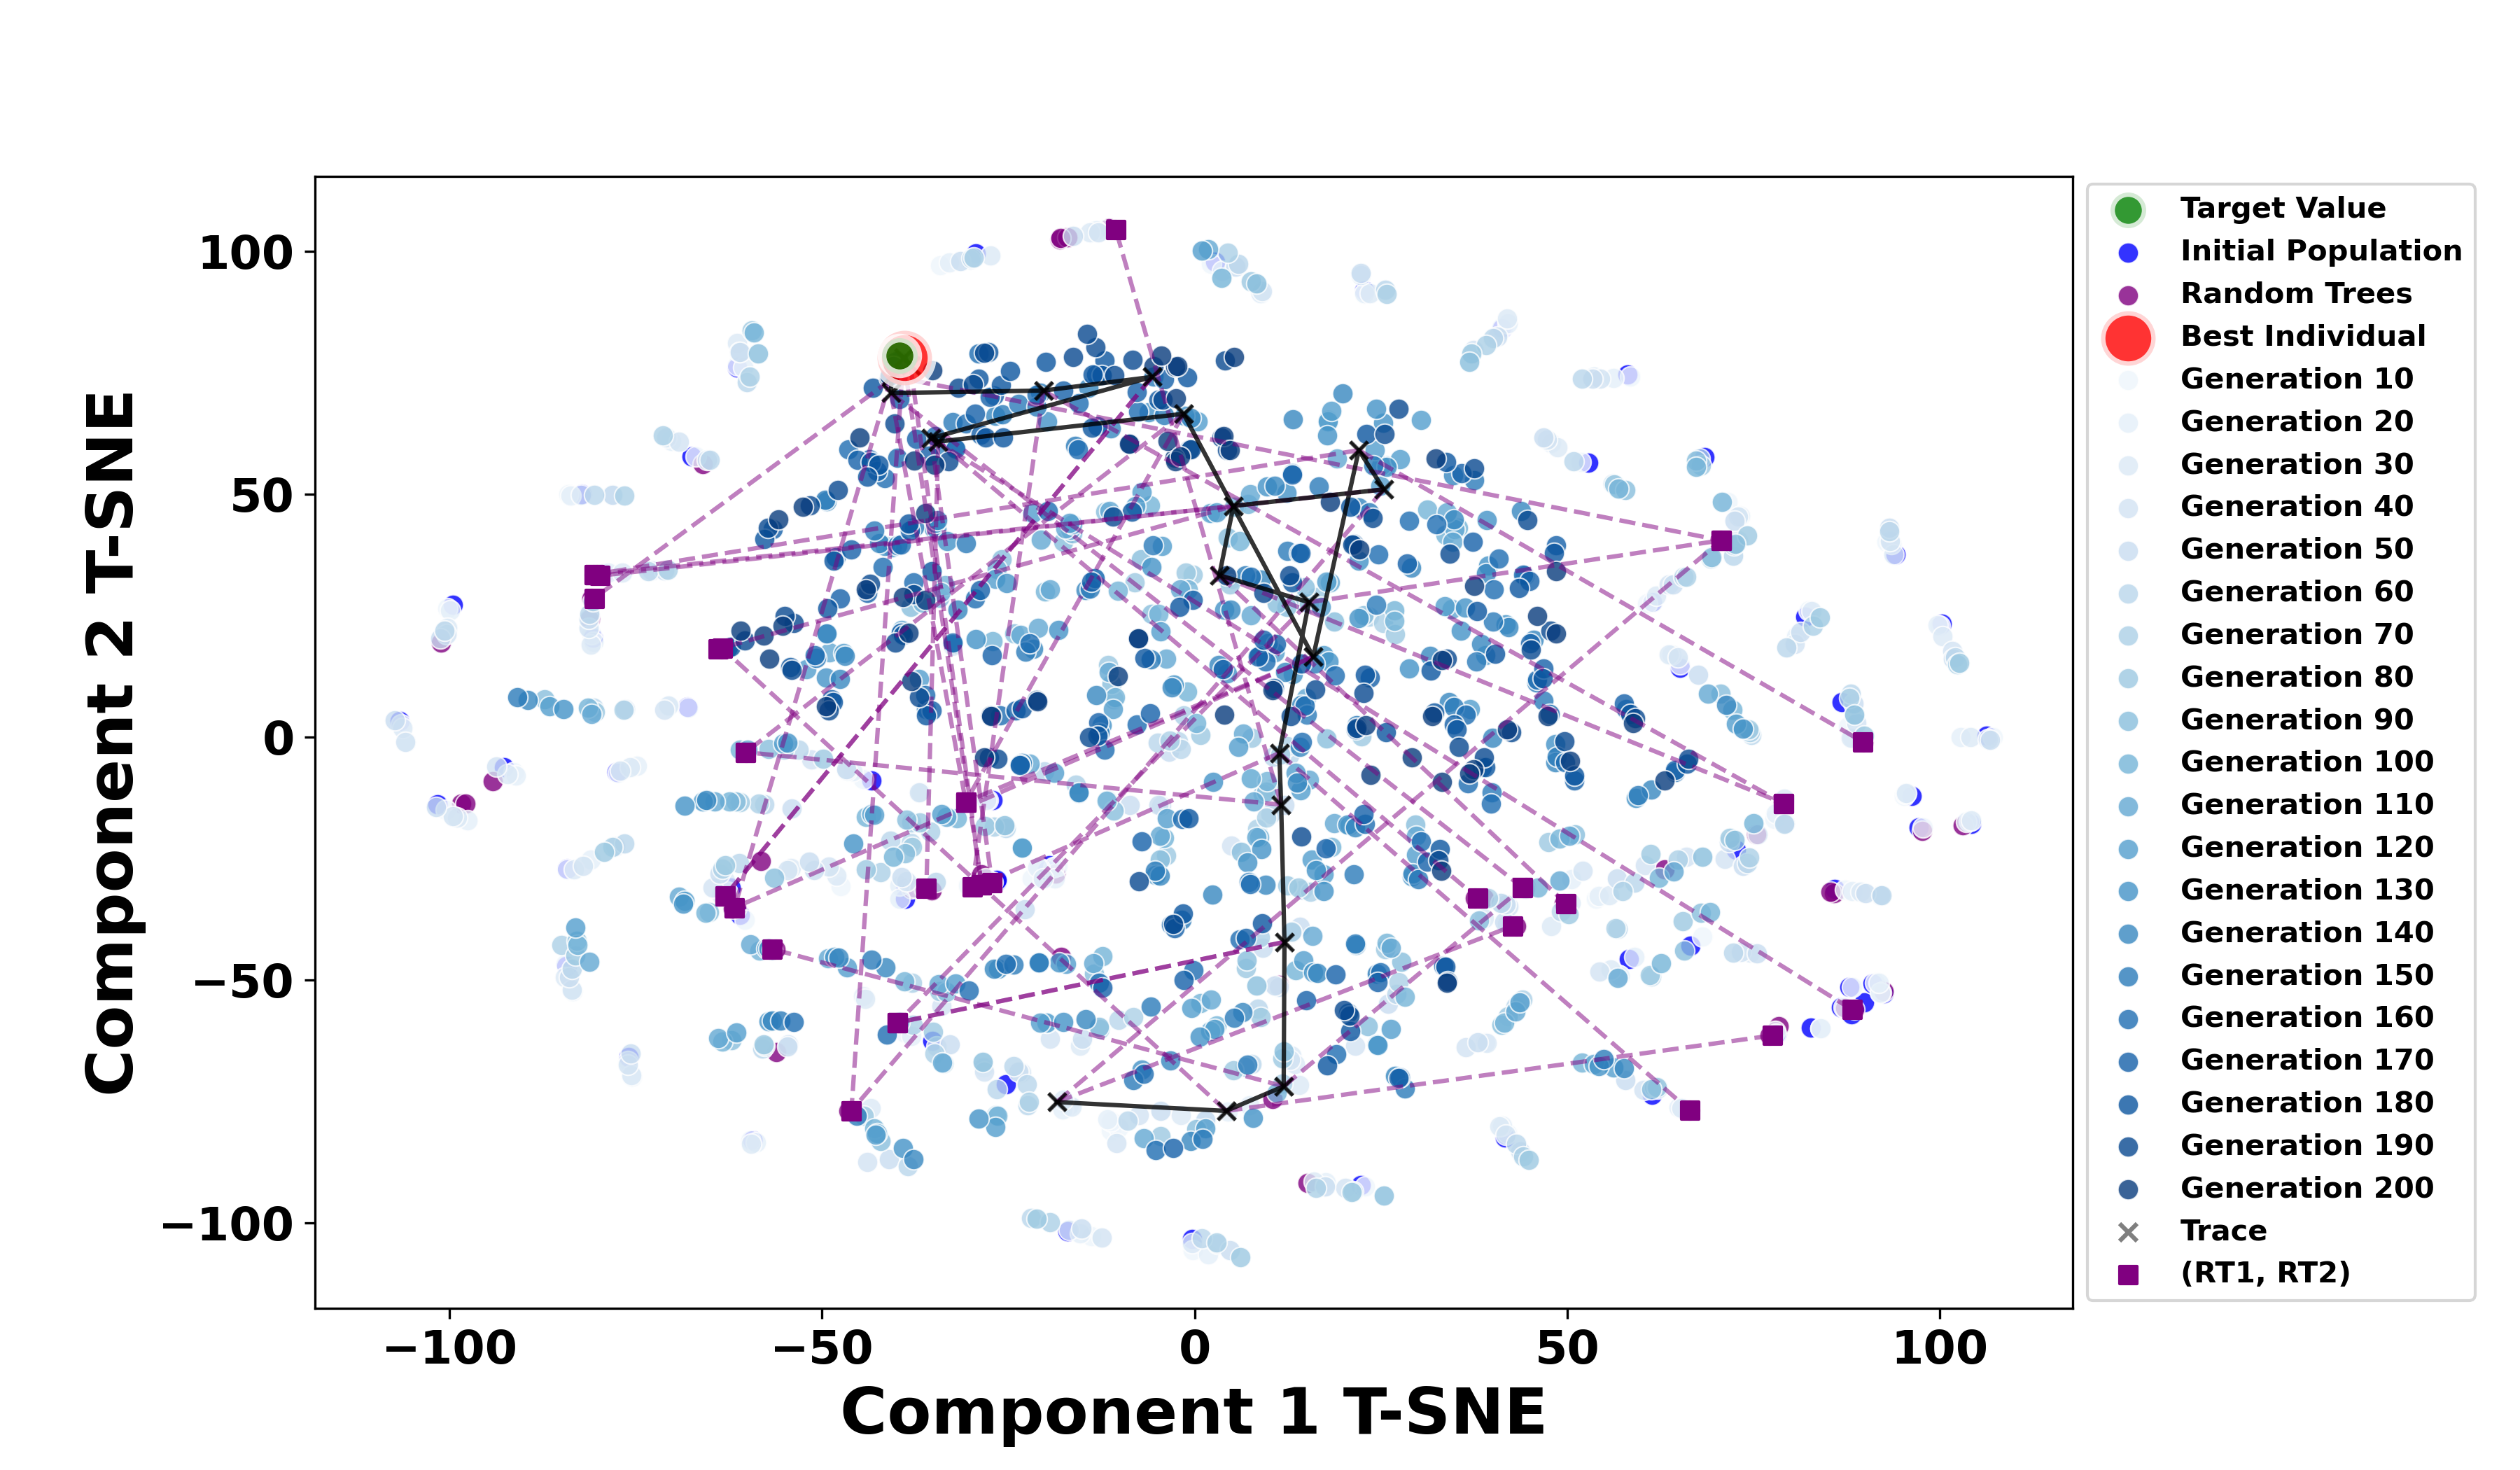 Component 2 T-SNE
100
50
0
−50
−100
−100
−50
0
50
100
Component 1 T-SNE
Target Value
Initial Population
Random Trees
Best Individual
Generation 10
Generation 20
Generation 30
Generation 40
Generation 50
Generation 60
Generation 70
Generation 80
Generation 90
Generation 100
Generation 110
Generation 120
Generation 130
Generation 140
Generation 150
Generation 160
Generation 170
Generation 180
Generation 190
Generation 200
Trace
(RT1, RT2)